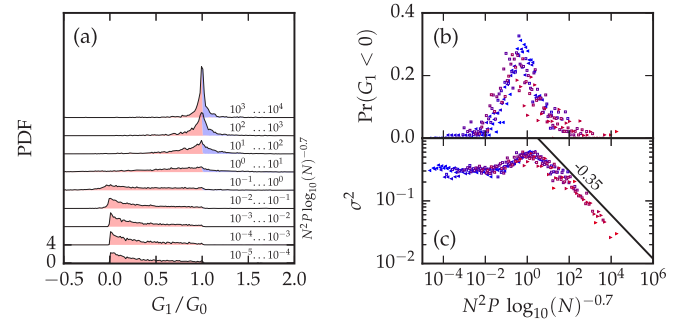 (a)
PDF
10³ …10⁴
10² …10³
10¹ …10²
10⁰ …10¹
10⁻¹…10⁰
10⁻²…10⁻¹
10⁻³…10⁻²
10⁻⁴…10⁻³
10⁻⁵…10⁻⁴
N²P log₁₀(N)⁻⁰·⁷
4
0
−0.5 0.0 0.5 1.0 1.5 2.0
G₁/G₀
(b)
Pr(G₁ < 0)
0.4
0.2
0.0
-0.35
σ²
10⁻¹
10⁻²
(c)
10⁻⁴ 10⁻² 10⁰ 10² 10⁴ 10⁶
N²P log₁₀(N)⁻⁰·⁷